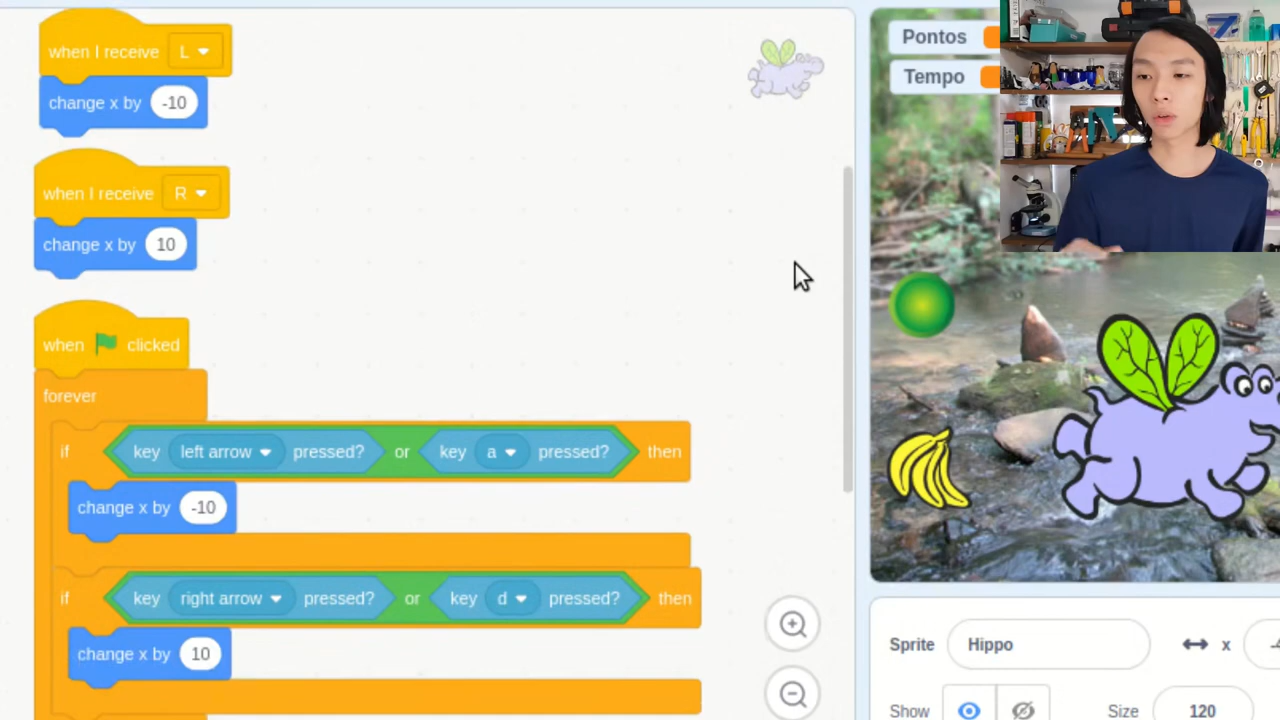 when I receive L
change x by -10
when I receive R
change x by 10
when clicked
forever
if key left arrow pressed? or key a pressed? then
change x by -10
if key right arrow pressed? or key d pressed? then
change x by 10
Pontos
Tempo
Sprite Hippo x
Show Size 120